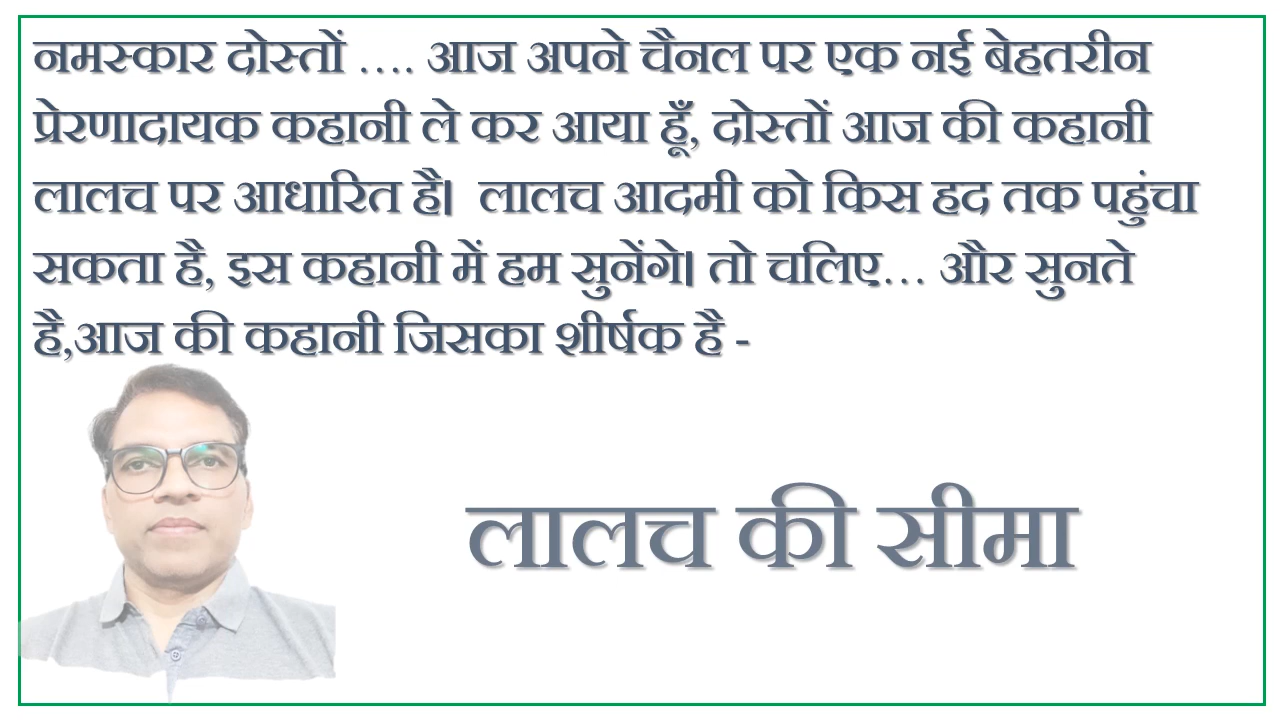 नमस्कार दोस्तों .... आज अपने चैनल पर एक नई बेहतरीन
प्रेरणादायक कहानी ले कर आया हूँ, दोस्तों आज की कहानी
लालच पर आधारित है।  लालच आदमी को किस हद तक पहुंचा
सकता है, इस कहानी में हम सुनेंगे। तो चलिए... और सुनते
है,आज की कहानी जिसका शीर्षक है -
लालच की सीमा